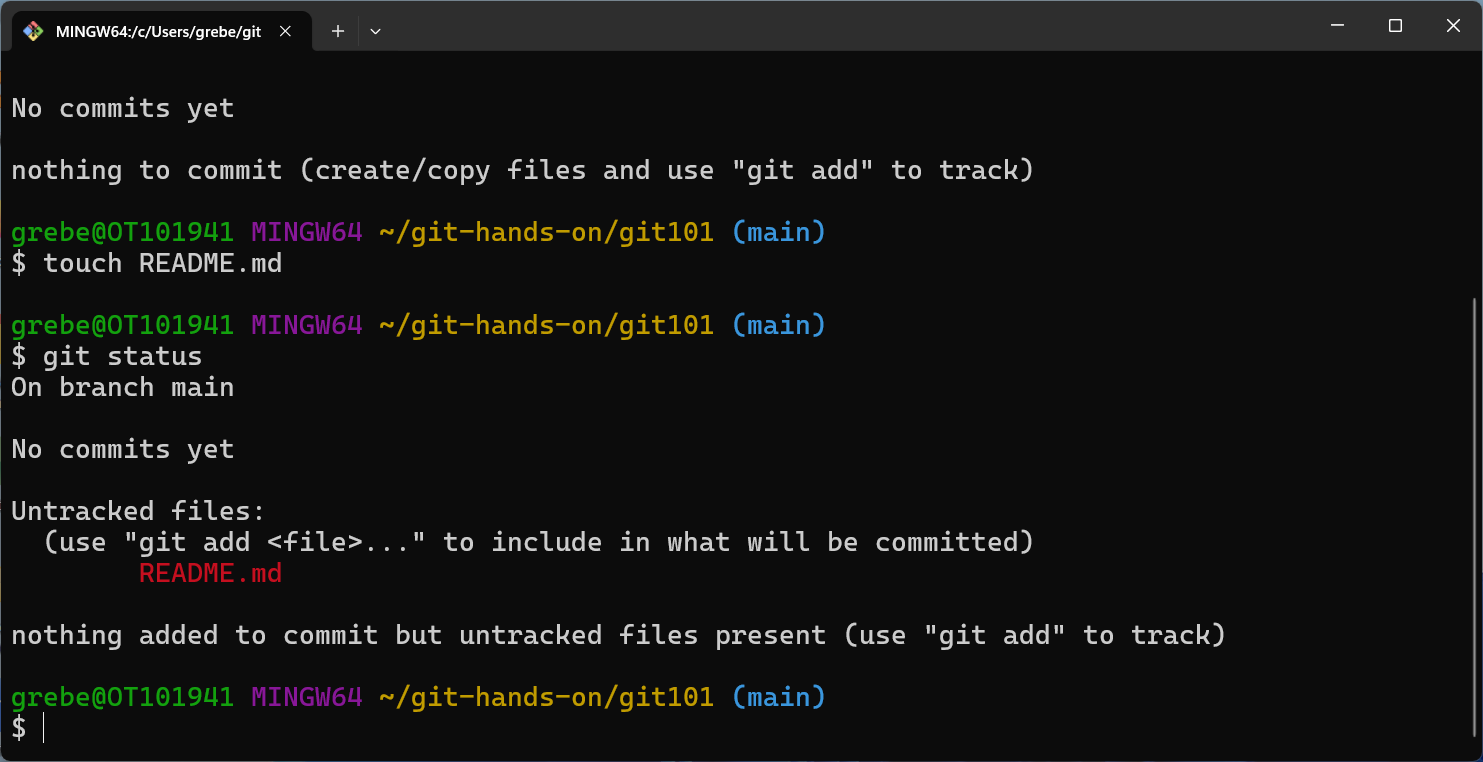 MINGW64:/c/Users/grebe/git
No commits yet
nothing to commit (create/copy files and use "git add" to track)
grebe@OT101941 MINGW64 ~/git-hands-on/git101 (main)
$ touch README.md
grebe@OT101941 MINGW64 ~/git-hands-on/git101 (main)
$ git status
On branch main
No commits yet
Untracked files:
  (use "git add <file>..." to include in what will be committed)
        README.md
nothing added to commit but untracked files present (use "git add" to track)
grebe@OT101941 MINGW64 ~/git-hands-on/git101 (main)
$